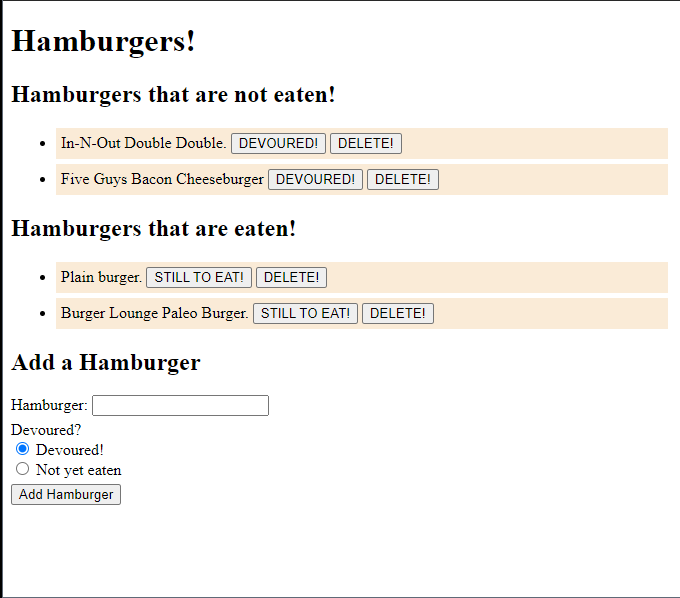 Hamburgers!
Hamburgers that are not eaten!
In-N-Out Double Double. DEVOURED! DELETE!
Five Guys Bacon Cheeseburger DEVOURED! DELETE!
Hamburgers that are eaten!
Plain burger. STILL TO EAT! DELETE!
Burger Lounge Paleo Burger. STILL TO EAT! DELETE!
Add a Hamburger
Hamburger:
Devoured?
Devoured!
Not yet eaten
Add Hamburger